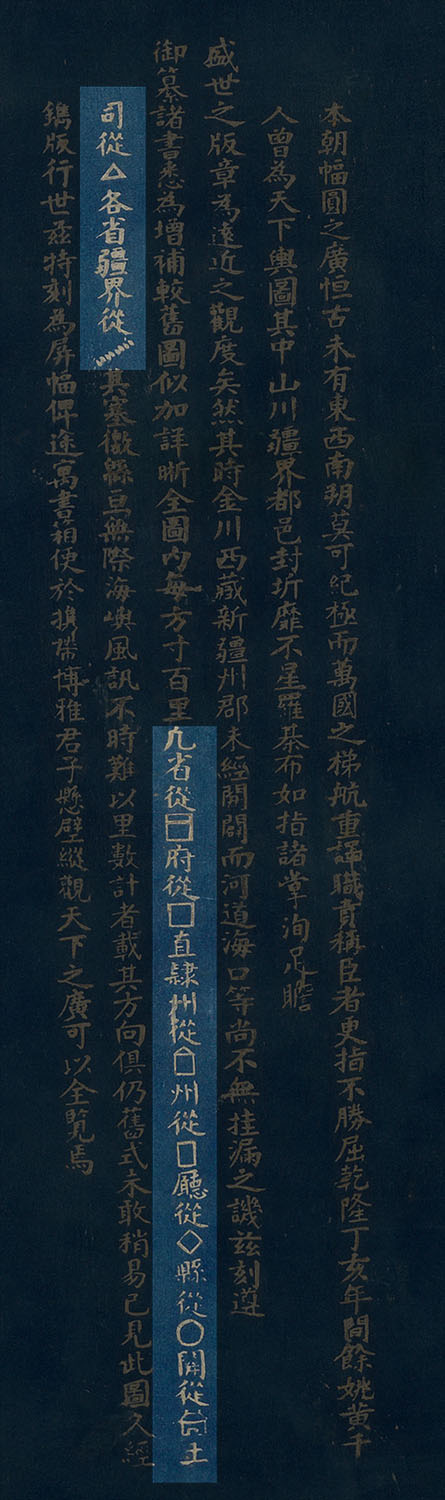 本朝幅圓之廣恒古未有東西南朔莫可紀極而萬國之梯航重譯職貢稱臣者更指不勝屈乾隆丁亥年間餘姚黃千
人曾為天下輿圖其中山川疆界都邑封圻靡不星羅棊布如指諸掌洵足瞻
盛世之版章為遠近之觀度矣然其時金川西藏新疆州郡未經開闢而河道海口等尚不無挂漏之譏茲刻遵
御纂諸書悉為增補較舊圖似加詳晰全圖內每方寸百里凡省從府從□直隸州從州從廳從◇縣從○關從土
司從△各省疆界從……其塞徼綿亘無際海嶼風訊不時難以里數計者載其方向俱仍舊式未敢稍易已見此圖久經
鐫版行世茲特刻為屏幅俾途寓書箱便於携帶博雅君子懸壁縱觀天下之廣可以全覽焉